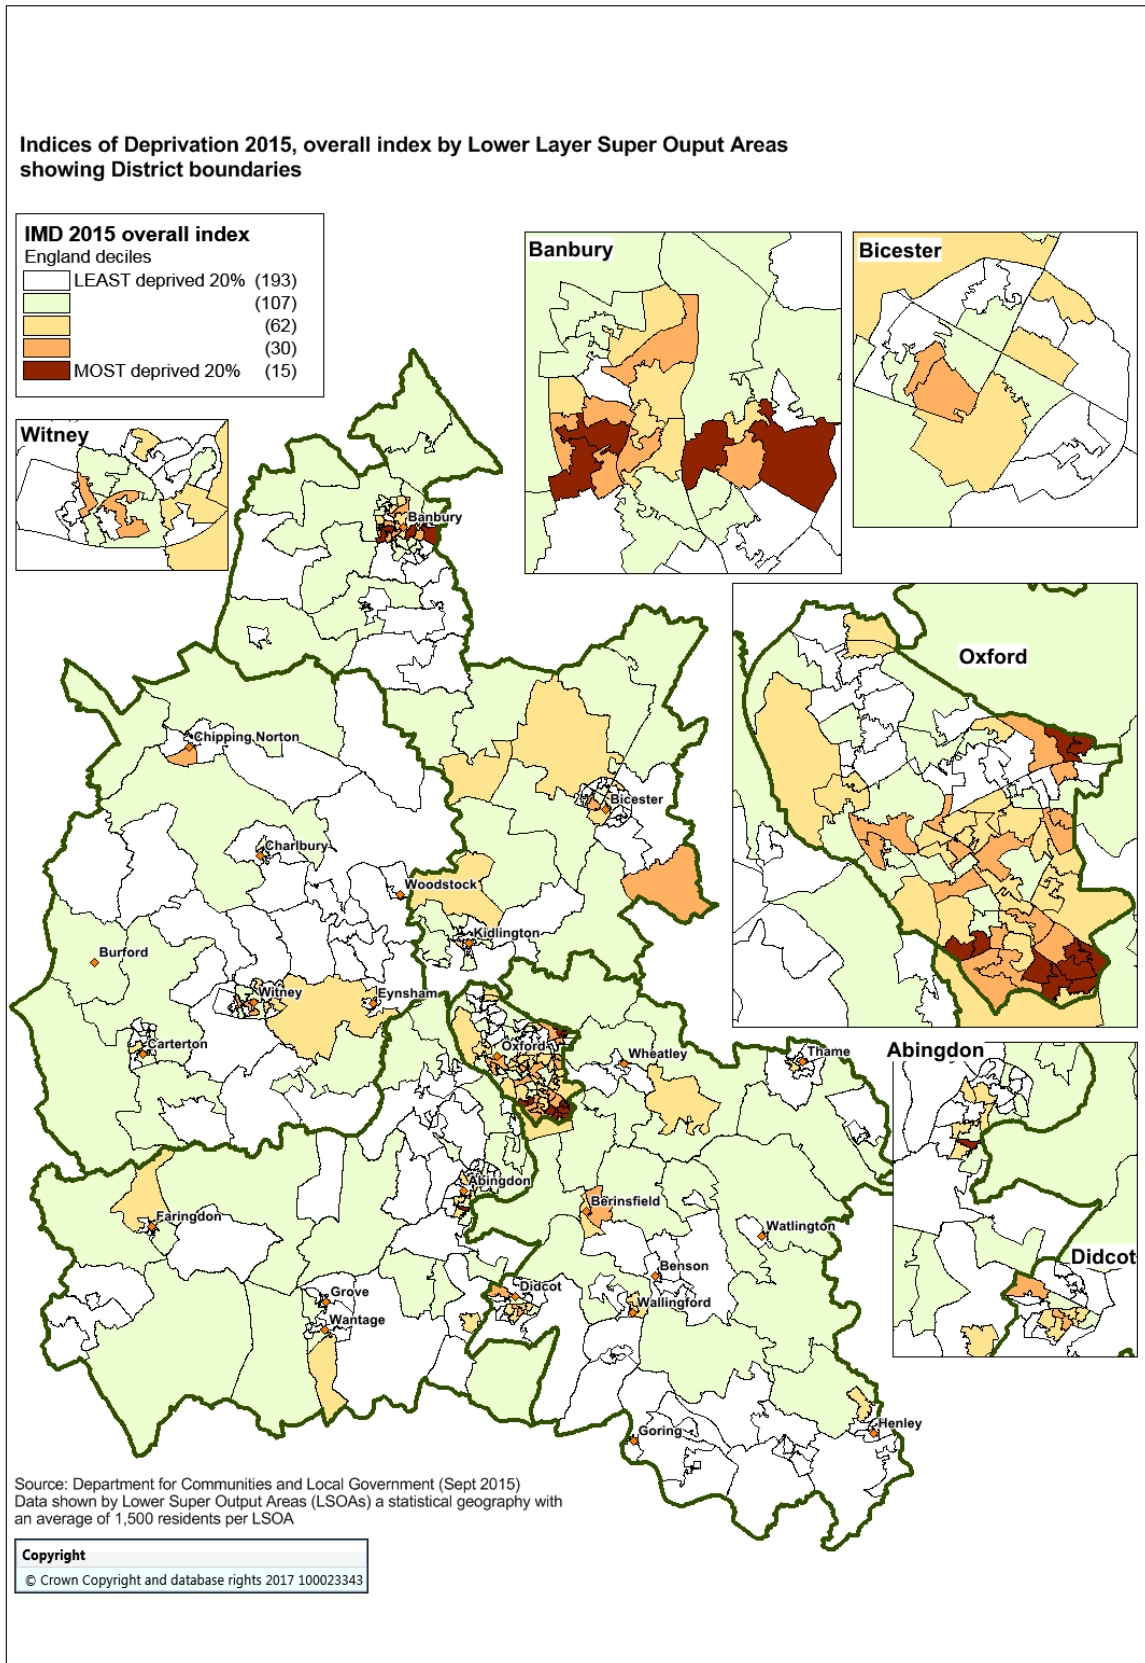 Indices of Deprivation 2015, overall index by Lower Layer Super Ouput Areas
showing District boundaries
IMD 2015 overall index
England deciles
LEAST deprived 20% (193)
(107)
(62)
(30)
MOST deprived 20% (15)
Banbury
Bicester
Witney
Banbury
Oxford
Chipping Norton
Bicester
Charlbury
Woodstock
Kidlington
Burford
Witney
Eynsham
Carterton
Oxford
Wheatley
Thame
Abingdon
Abingdon
Berinsfield
Faringdon
Watlington
Didcot
Benson
Grove
Didcot
Wallingford
Wantage
Henley
Goring
Source: Department for Communities and Local Government (Sept 2015)
Data shown by Lower Super Output Areas (LSOAs) a statistical geography with
an average of 1,500 residents per LSOA
Copyright
© Crown Copyright and database rights 2017 100023343